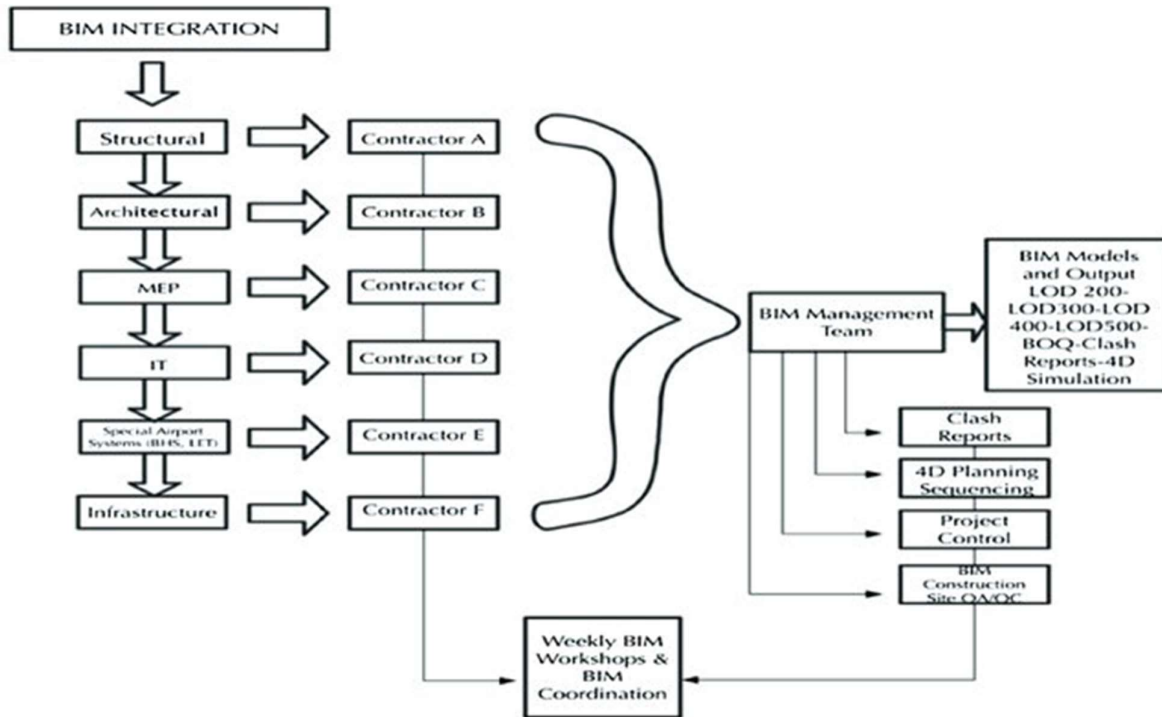 BIM INTEGRATION
Structural
Contractor A
Architectural
Contractor B
MEP
Contractor C
IT
Contractor D
Special Airport
Systems (BHS, LET)
Contractor E
Infrastructure
Contractor F
BIM Management
Team
BIM Models
and Output
LOD 200-
LOD300-LOD
400-LOD500-
BOQ-Clash
Reports-4D
Simulation
Clash
Reports
4D Planning
Sequencing
Project
Control
BIM
Construction
Site QA/QC
Weekly BIM
Workshops &
BIM
Coordination